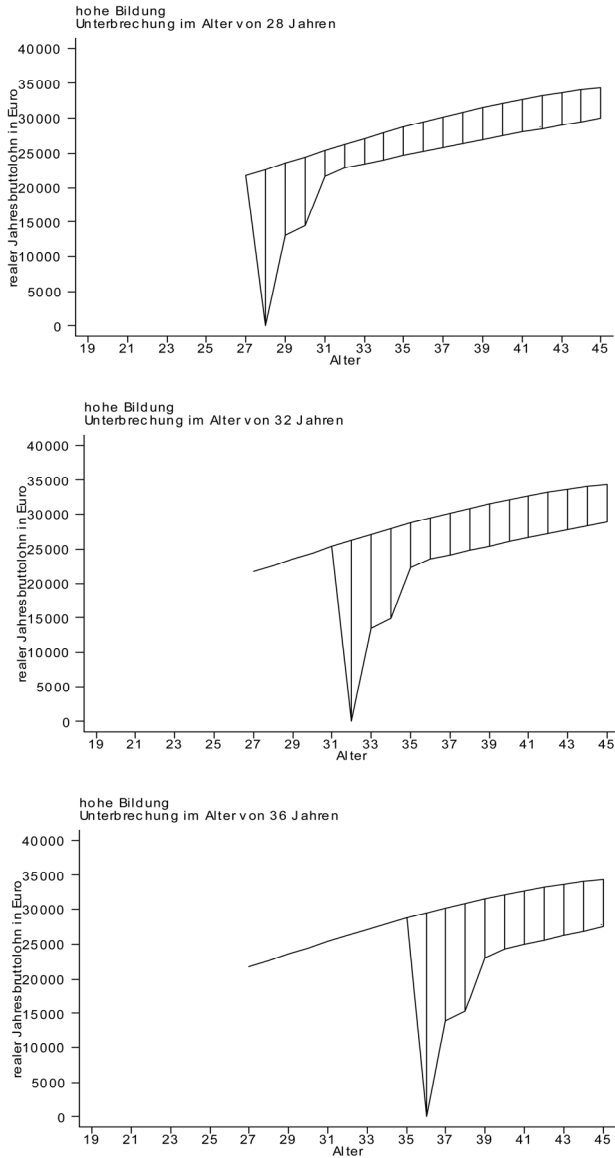 hohe Bildung
Unterbrechung im Alter von 28 Jahren
realer Jahresbruttolohn in Euro
40000
35000
30000
25000
20000
15000
10000
5000
0
19 21 23 25 27 29 31 33 35 37 39 41 43 45
Alter
hohe Bildung
Unterbrechung im Alter von 32 Jahren
realer Jahresbruttolohn in Euro
40000
35000
30000
25000
20000
15000
10000
5000
0
19 21 23 25 27 29 31 33 35 37 39 41 43 45
Alter
hohe Bildung
Unterbrechung im Alter von 36 Jahren
realer Jahresbruttolohn in Euro
40000
35000
30000
25000
20000
15000
10000
5000
0
19 21 23 25 27 29 31 33 35 37 39 41 43 45
Alter